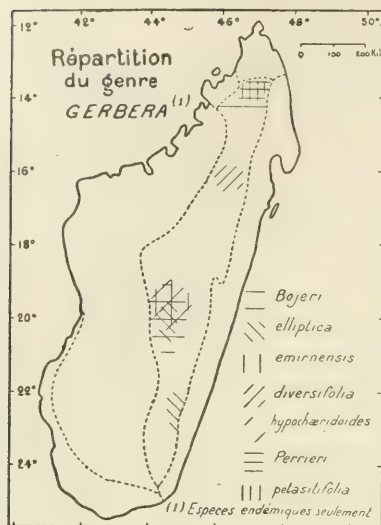 42° 44° 46° 48° 50°
12°
14°
16°
18°
20°
22°
24°
Répartition
du genre
GERBERA (1)
0 100 200 Kil
Bojeri
elliptica
emirnensis
diversifolia
hypochæridoides
Perrieri
petasitifolia
(1) Espèces endémiques seulement